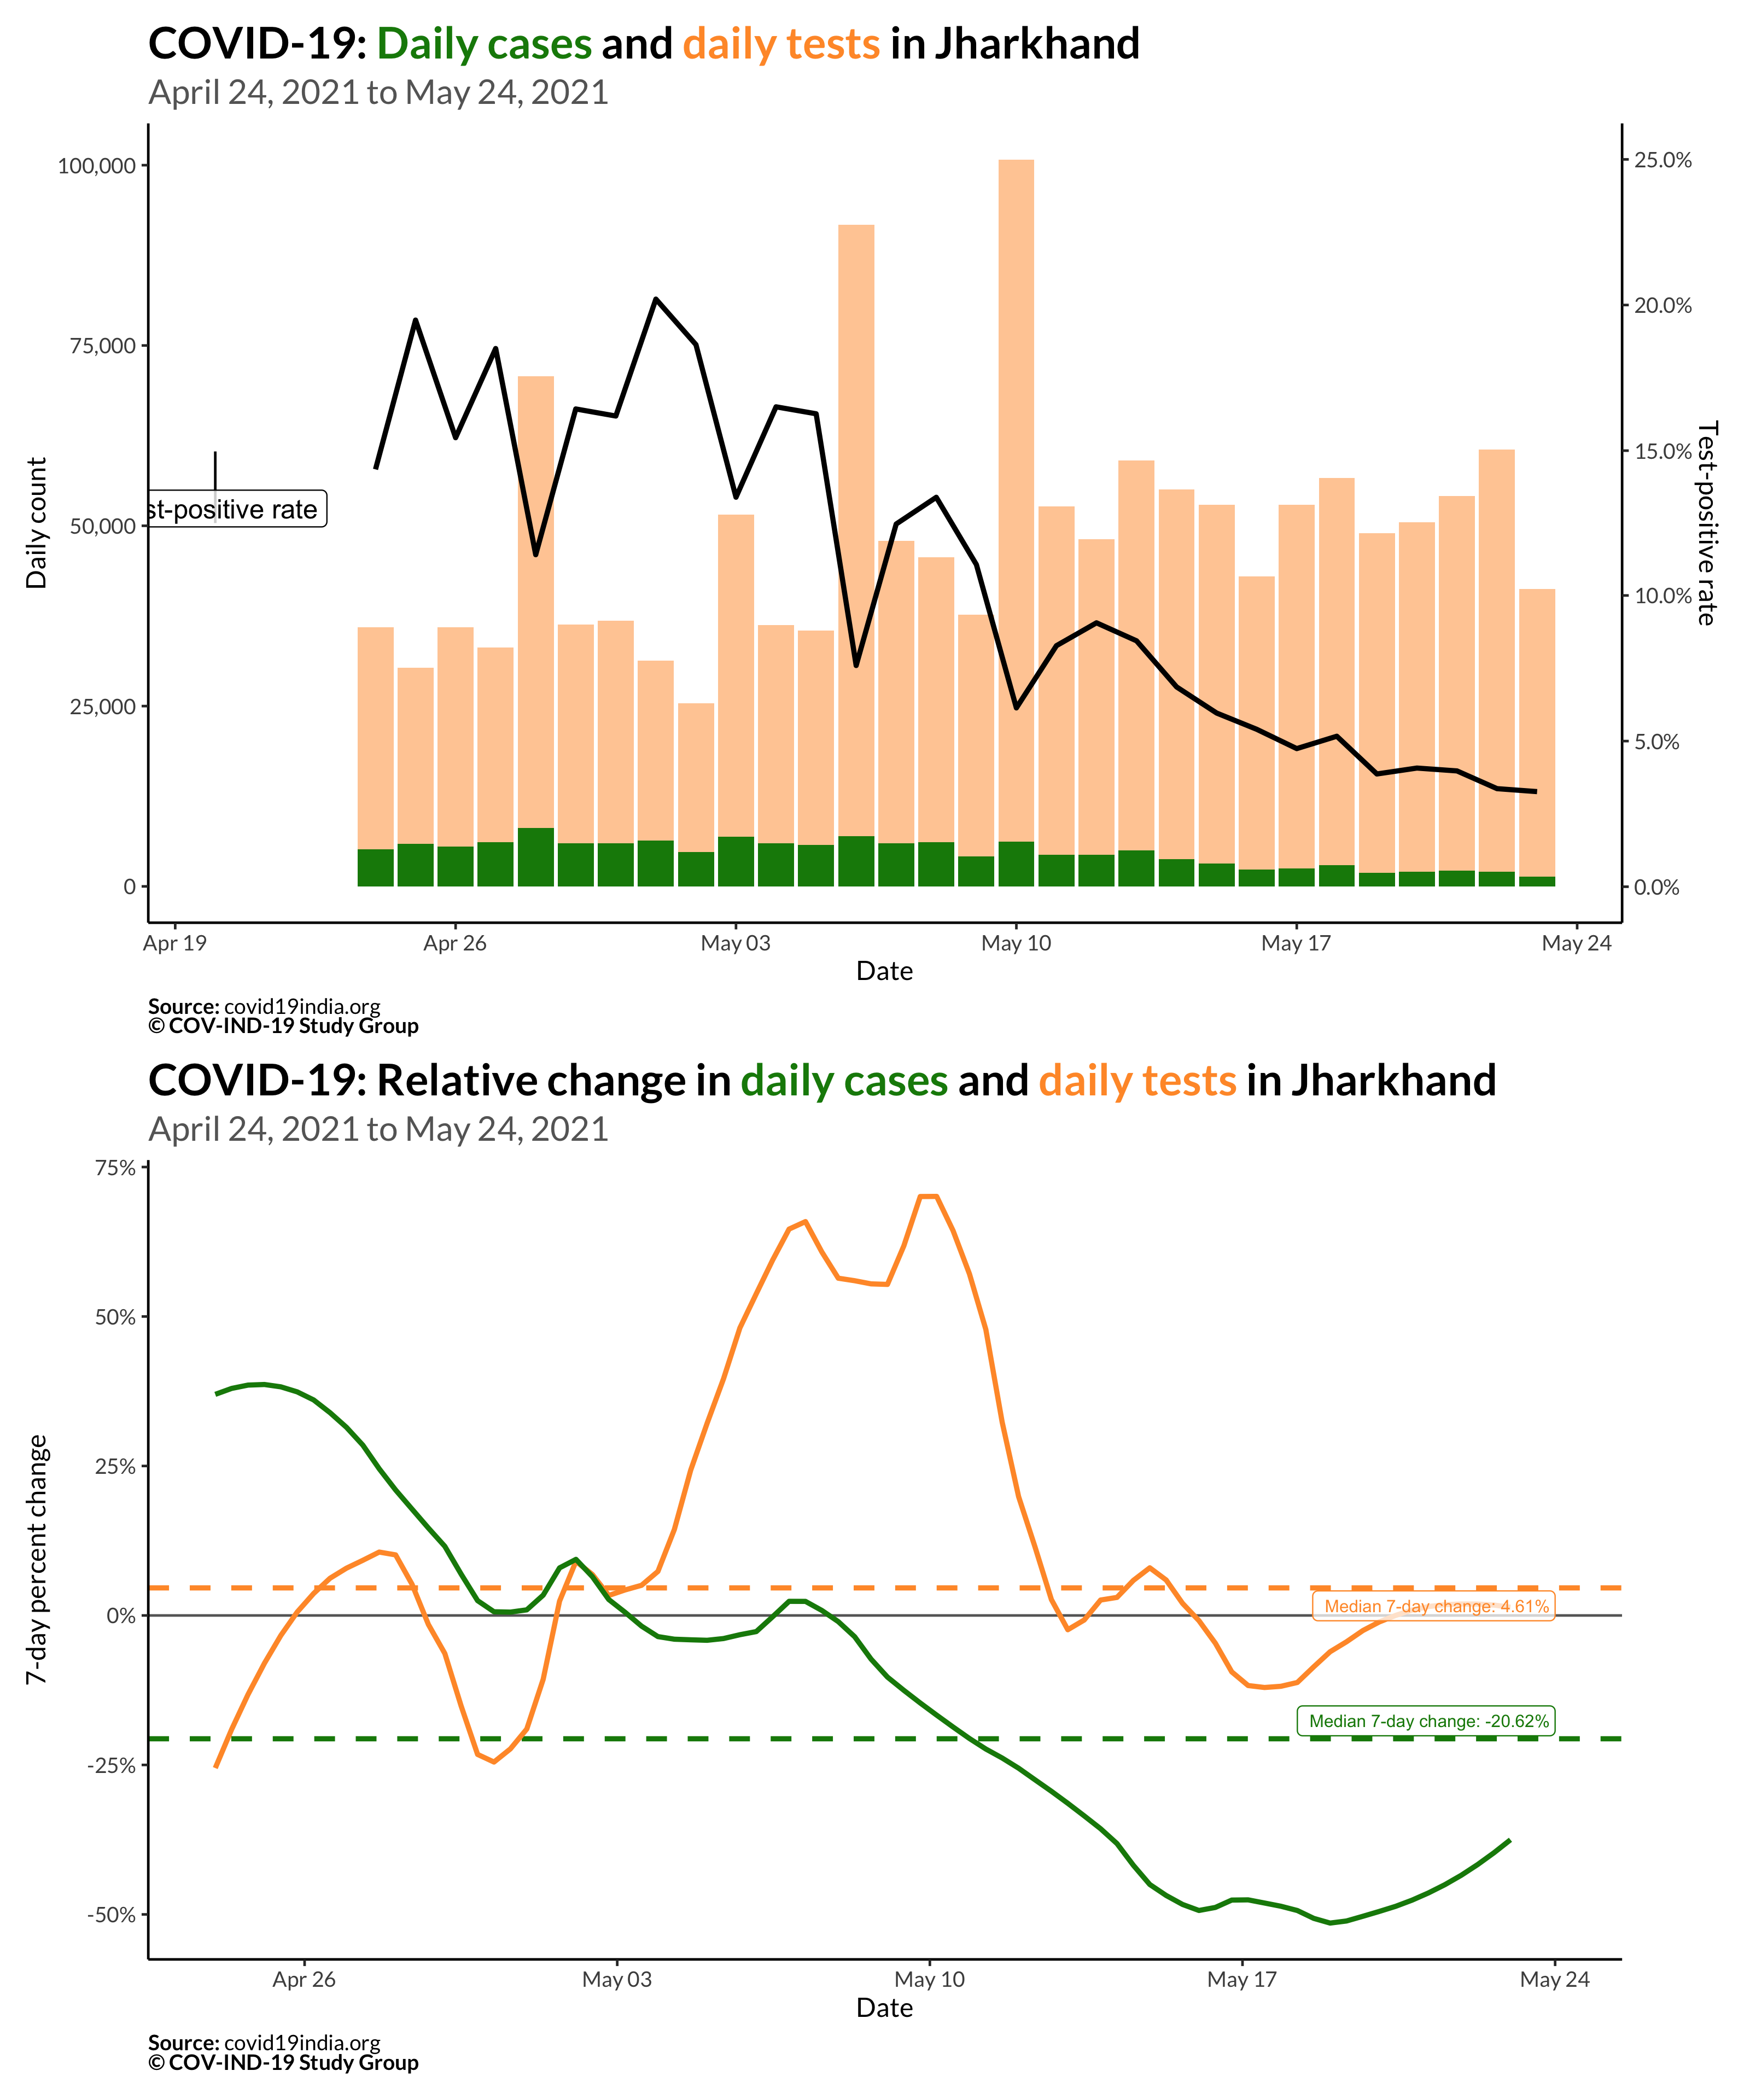 COVID-19: Daily cases and daily tests in Jharkhand
April 24, 2021 to May 24, 2021
Daily count
100,000
75,000
50,000
25,000
0
st-positive rate
25.0%
20.0%
15.0%
10.0%
5.0%
0.0%
Test-positive rate
Apr 19
Apr 26
May 03
May 10
May 17
May 24
Date
Source: covid19india.org
© COV-IND-19 Study Group
COVID-19: Relative change in daily cases and daily tests in Jharkhand
April 24, 2021 to May 24, 2021
7-day percent change
75%
50%
25%
0%
-25%
-50%
Median 7-day change: 4.61%
Median 7-day change: -20.62%
Apr 26
May 03
May 10
May 17
May 24
Date
Source: covid19india.org
© COV-IND-19 Study Group